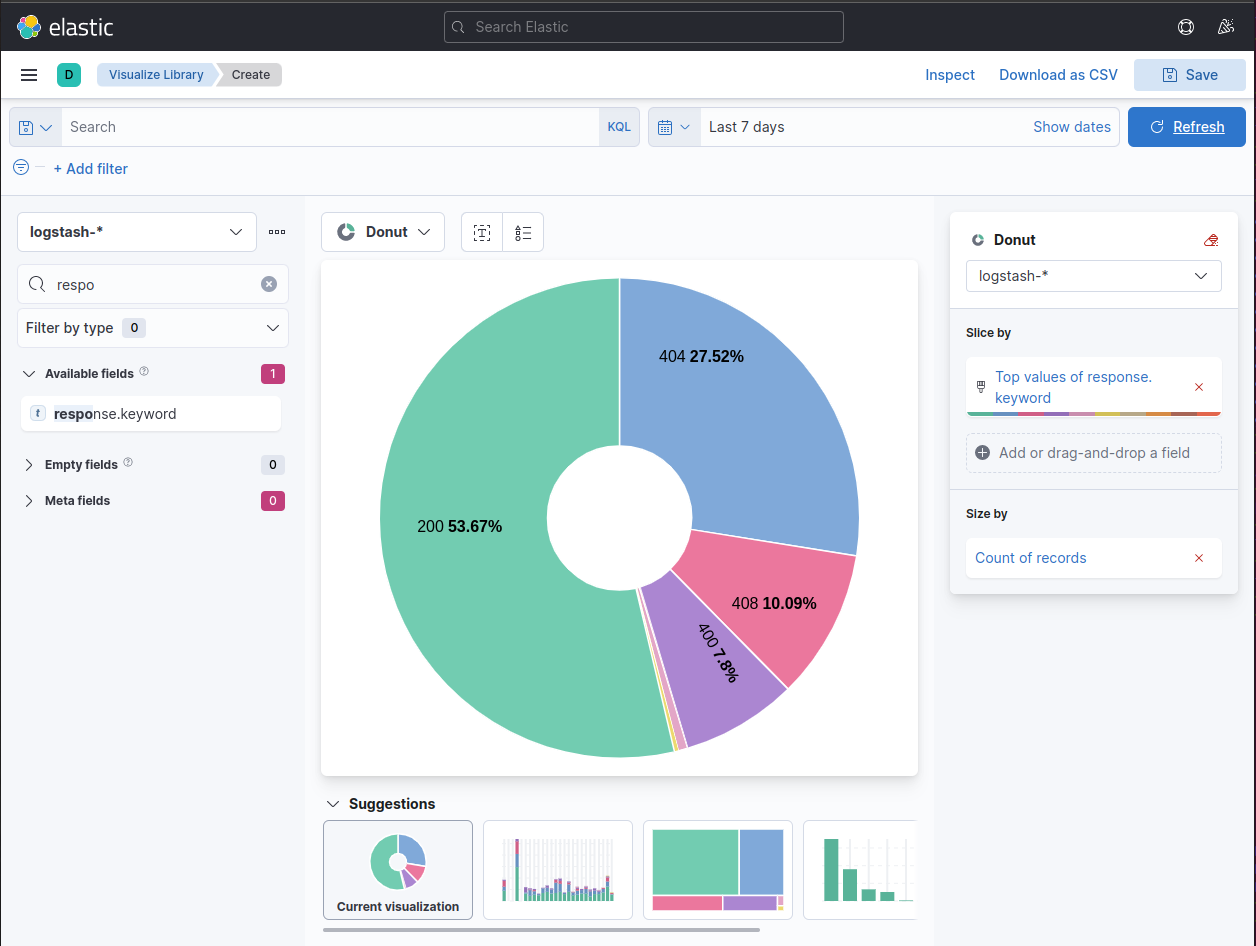 elastic
Search Elastic
D
Visualize Library
Create
Inspect
Download as CSV
Save
Search
KQL
Last 7 days
Show dates
Refresh
+ Add filter
logstash-*
respo
Filter by type 0
Available fields ? 1
t response.keyword
Empty fields ? 0
Meta fields 0
Donut
T
404 27.52%
200 53.67%
408 10.09%
400 7.8%
Suggestions
Current visualization
Donut
logstash-*
Slice by
Top values of response.
keyword
Add or drag-and-drop a field
Size by
Count of records